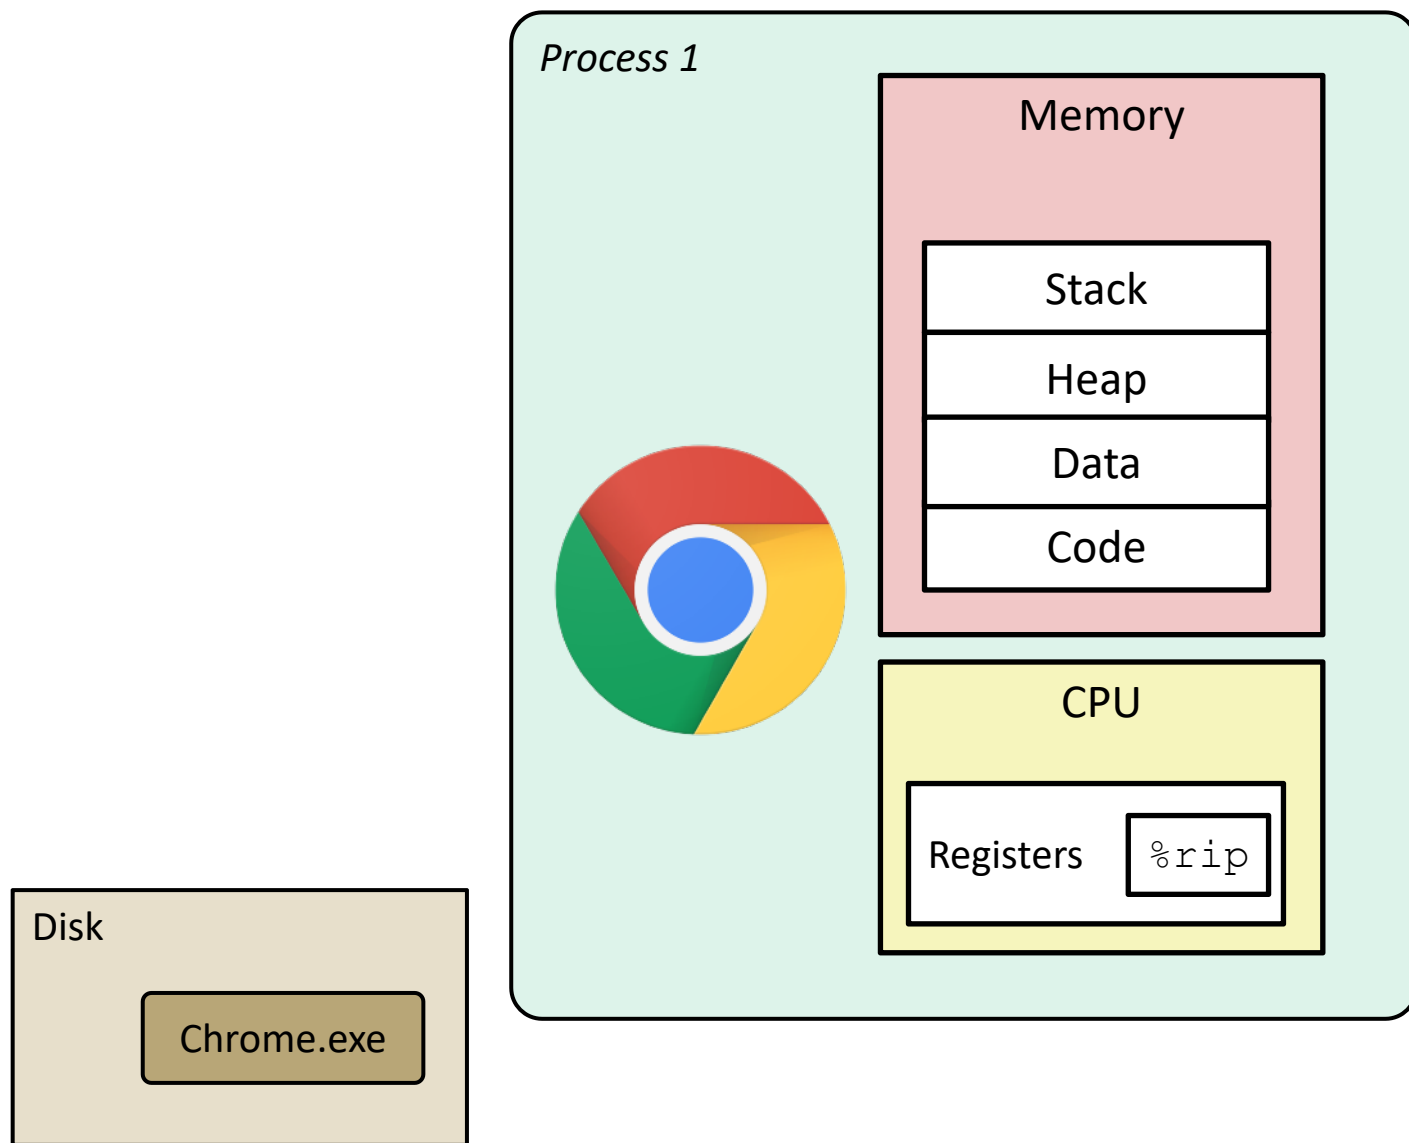 Process 1
Memory
Stack
Heap
Data
Code
CPU
Registers %rip
Disk
Chrome.exe